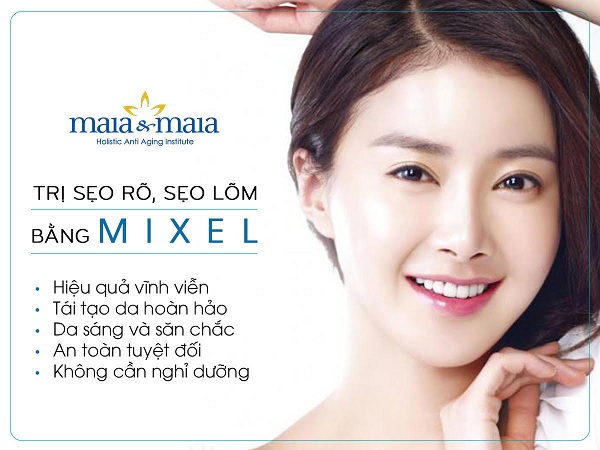 maia&maia
Holistic Anti Aging Institute
TRỊ SẸO RỖ, SẸO LÕM
BẰNG MIXEL
• Hiệu quả vĩnh viễn
• Tái tạo da hoàn hảo
• Da sáng và săn chắc
• An toàn tuyệt đối
• Không cần nghỉ dưỡng